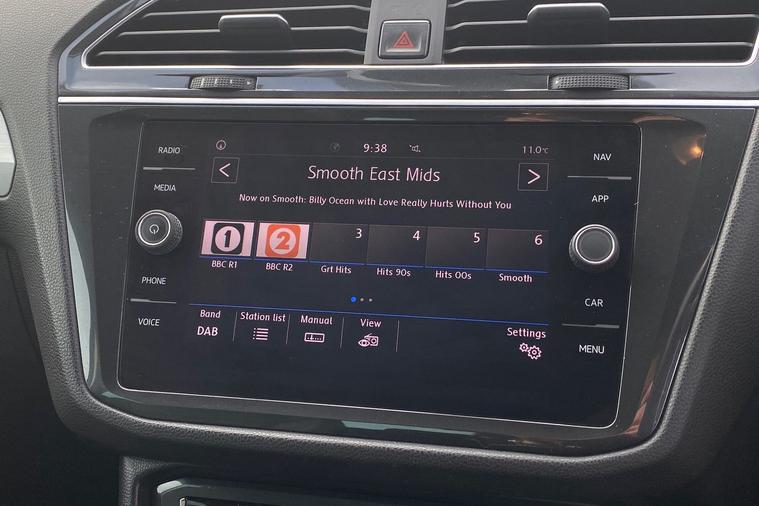 9:38
11.0°C
RADIO
NAV
< Smooth East Mids >
MEDIA
APP
Now on Smooth: Billy Ocean with Love Really Hurts Without You
1 2 3 4 5 6
BBC R1 BBC R2 Grt Hits Hits 90s Hits 00s Smooth
PHONE
CAR
Band Station list Manual View Settings
DAB
VOICE
MENU